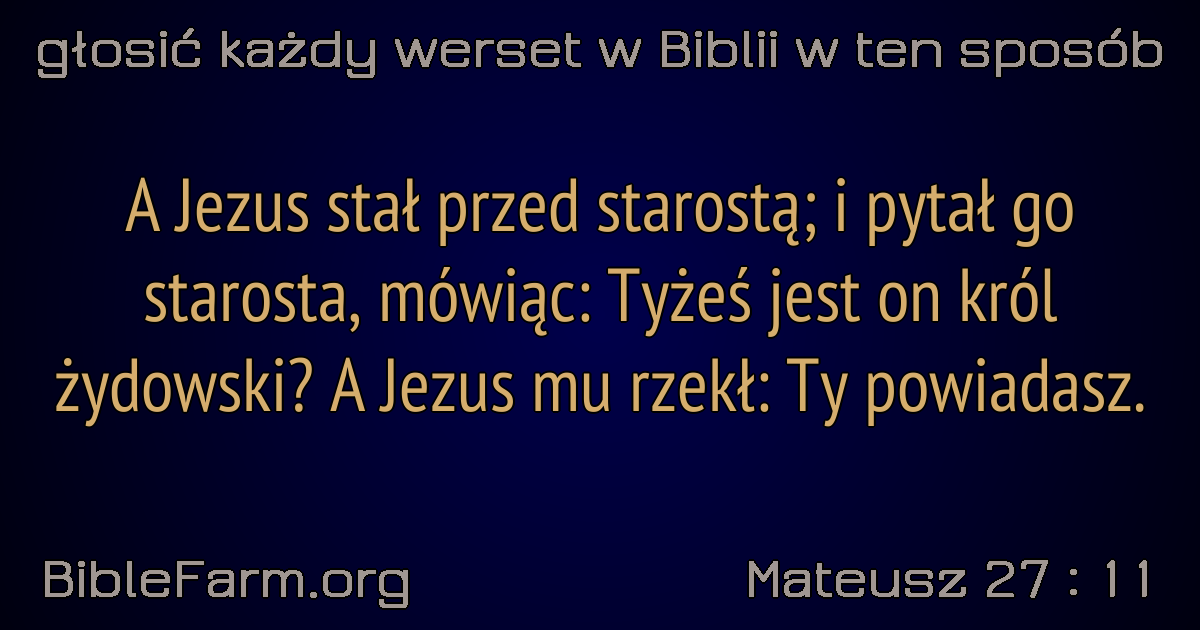 głosić każdy werset w Biblii w ten sposób
A Jezus stał przed starostą; i pytał go
starosta, mówiąc: Tyżeś jest on król
żydowski? A Jezus mu rzekł: Ty powiadasz.
BibleFarm.org
Mateusz 27 : 11